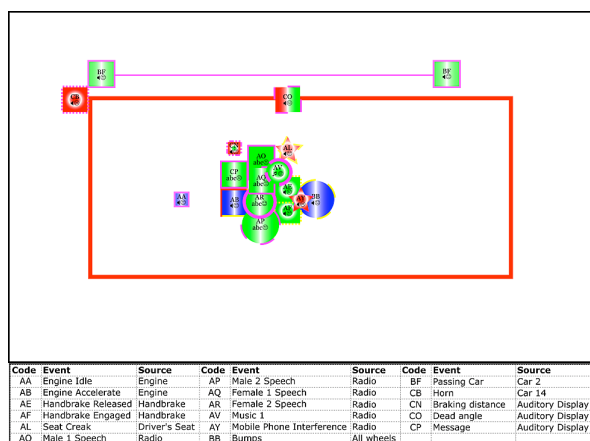 BF BF
CB CO
CN AL
AO
abc
AV
CP
abc
AQ
abc
AE
AA AB AR
abc
AY BB
AF
AP
abc
Code Event Source Code Event Source Code Event Source
AA Engine Idle Engine AP Male 2 Speech Radio BF Passing Car Car 2
AB Engine Accelerate Engine AQ Female 1 Speech Radio CB Horn Car 14
AE Handbrake Released Handbrake AR Female 2 Speech Radio CN Braking distance Auditory Display
AF Handbrake Engaged Handbrake AV Music 1 Radio CO Dead angle Auditory Display
AL Seat Creak Driver's Seat AY Mobile Phone Interference Radio CP Message Auditory Display
AO Male 1 Speech Radio BB Bumps All wheels